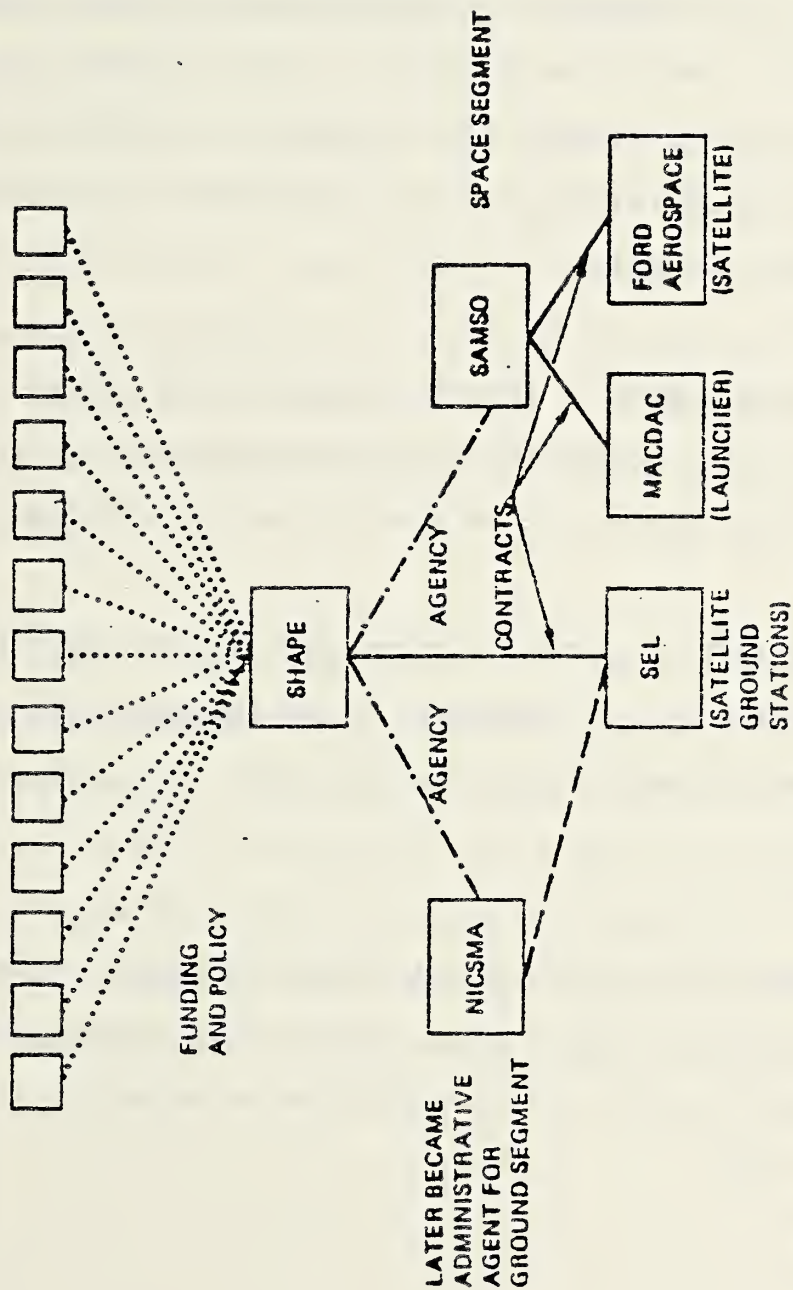 FUNDING
AND POLICY
SHAPE
AGENCY
AGENCY
SPACE SEGMENT
LATER BECAME
ADMINISTRATIVE
AGENT FOR
GROUND SEGMENT
NICSMA
CONTRACTS
SAMSO
SEL
(SATELLITE
GROUND
STATIONS)
MACDAC
(LAUNCHER)
FORD
AEROSPACE
(SATELLITE)